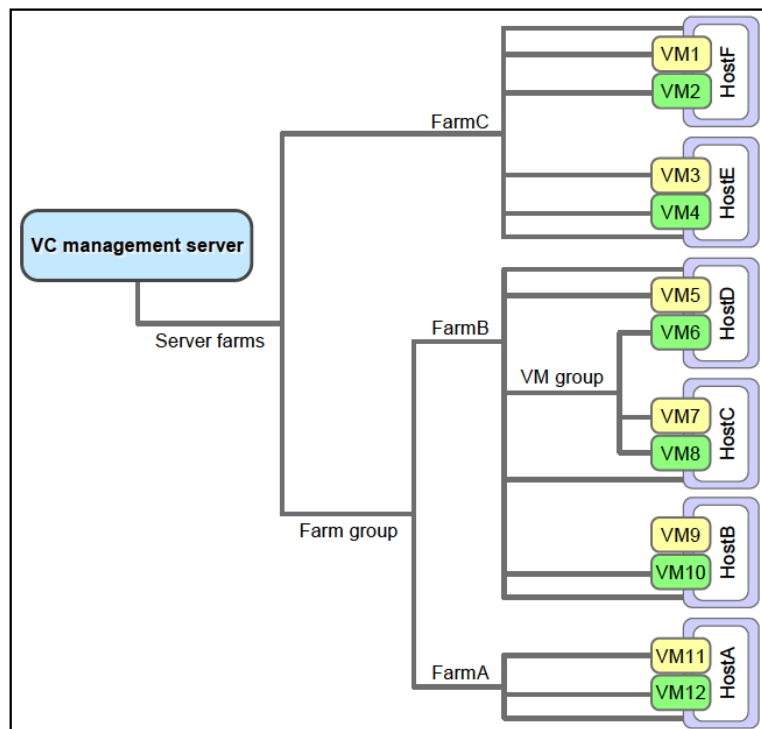 VM1
HostF
VM2
FarmC
VM3
HostE
VM4
VC management server
VM5
HostD
FarmB
VM6
Server farms
VM group
VM7
HostC
VM8
Farm group
VM9
HostB
VM10
VM11
HostA
FarmA
VM12